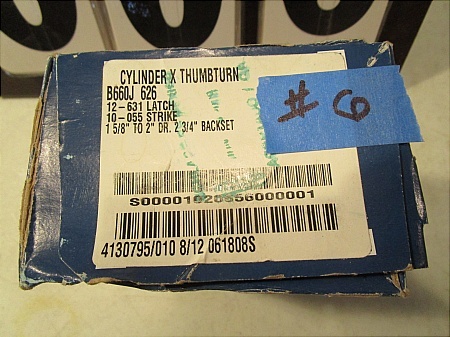 CYLINDER X THUMBTURN
B660J 626
12-631 LATCH
10-055 STRIKE
1 5/8" TO 2" DR. 2 3/4" BACKSET
# 6
4130795/010 8/12 061808S